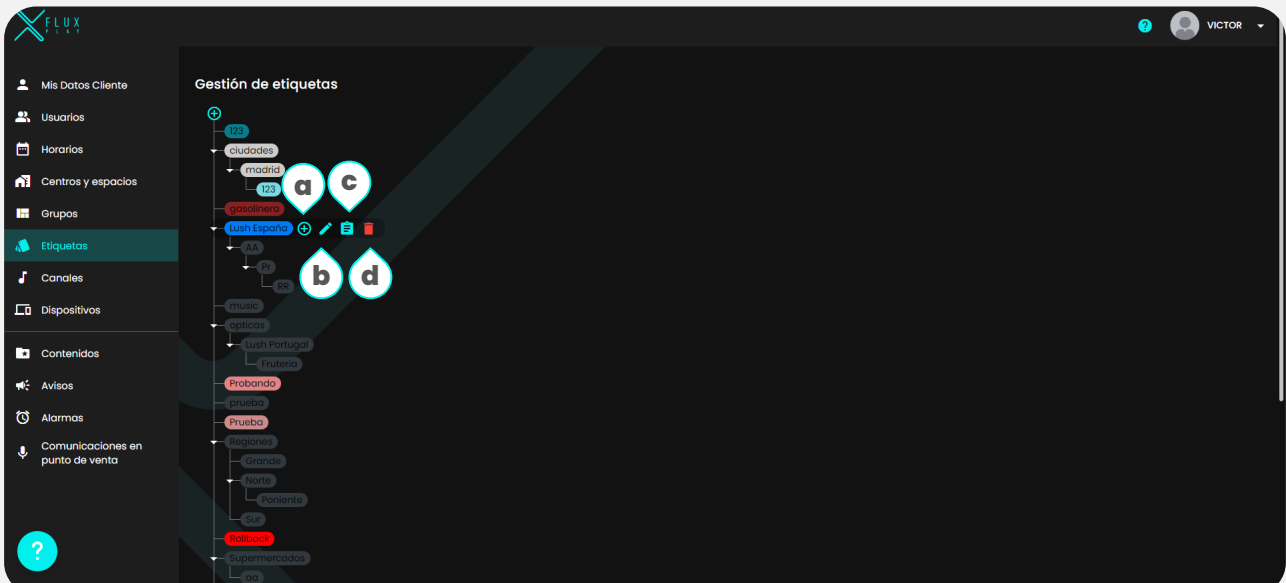 FLUX
PLAY
VICTOR
Mis Datos Cliente
Usuarios
Horarios
Centros y espacios
Grupos
Etiquetas
Canales
Dispositivos
Contenidos
Avisos
Alarmas
Comunicaciones en
punto de venta
?
?
Gestión de etiquetas
123
ciudades
madrid
123
a
c
gasolinera
Lush España
AA
Pr
RR
b
d
music
opticas
Lush Portugal
Fruteria
Probando
prueba
Prueba
Regiones
Grande
Norte
Poniente
Sur
Rollback
Supermercados
aa